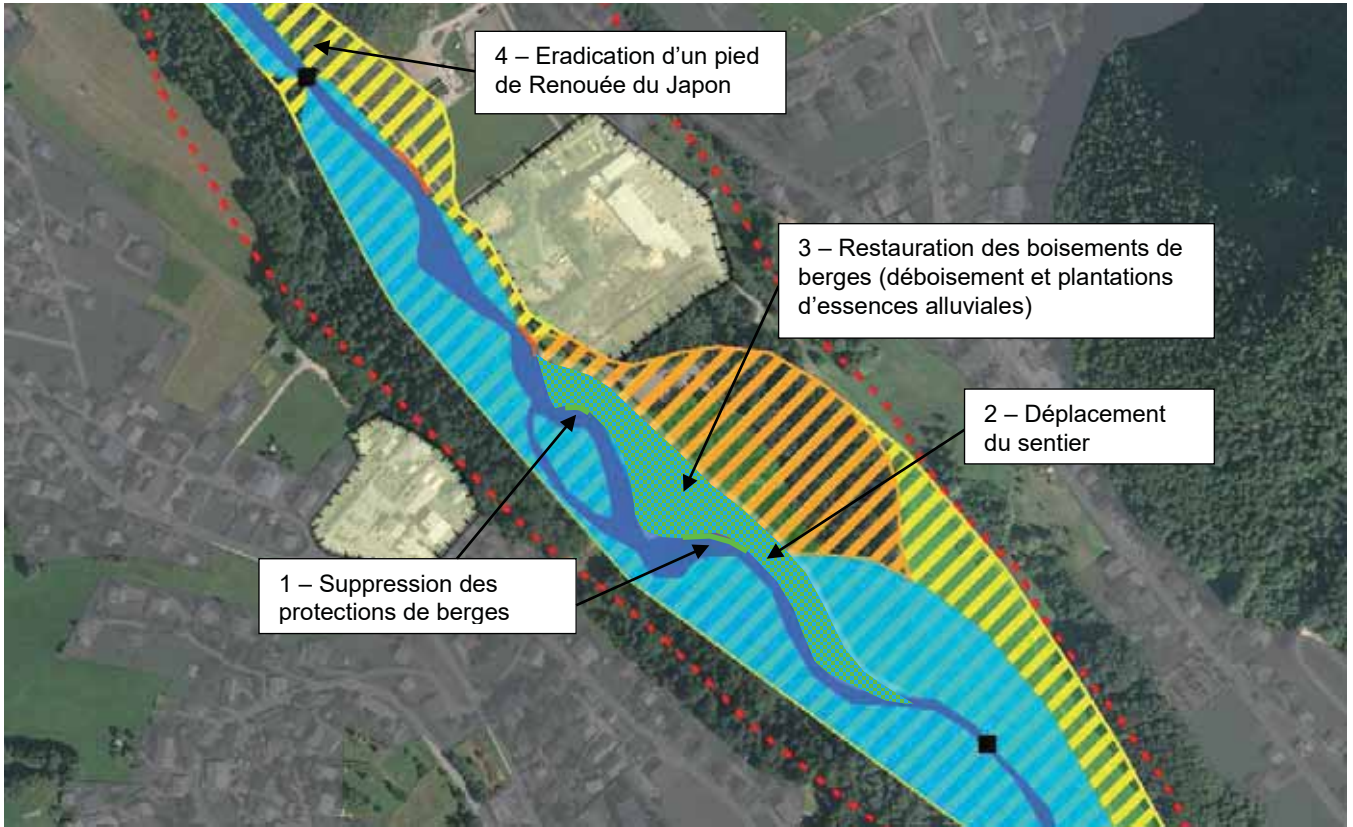 4 – Eradication d’un pied
de Renouée du Japon
3 – Restauration des boisements de
berges (déboisement et plantations
d’essences alluviales)
2 – Déplacement
du sentier
1 – Suppression des
protections de berges